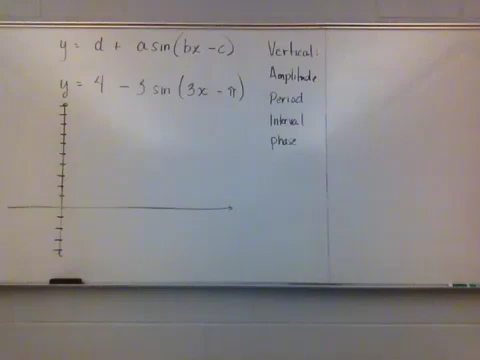 y = d + a sin(bx - c)
y = 4 - 3 sin(3x - π)
Vertical:
Amplitude
Period
Interval
phase